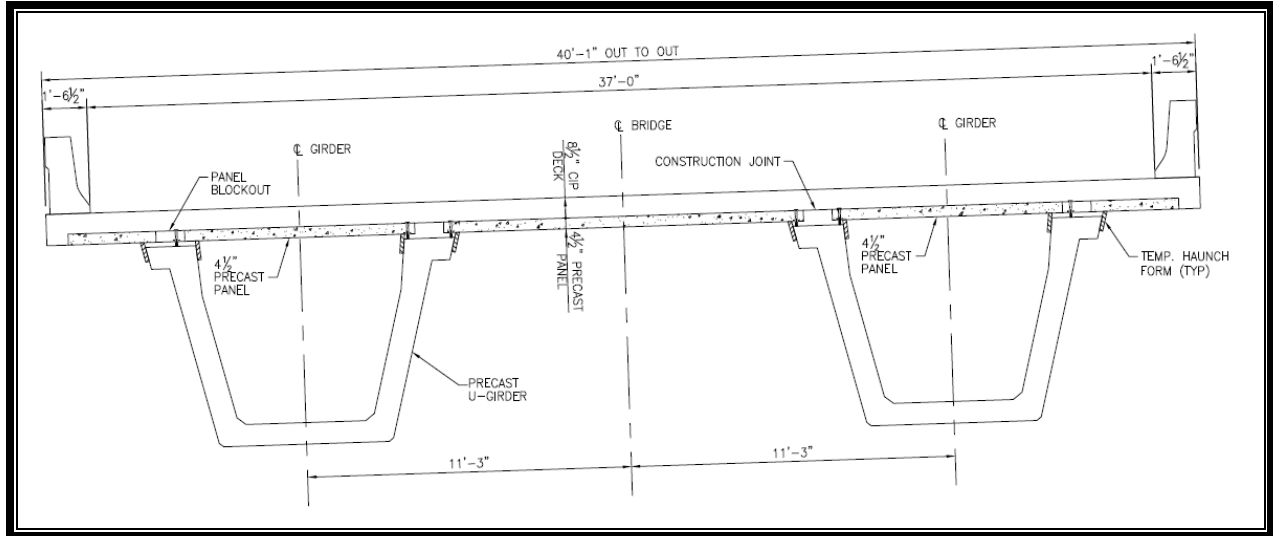 40'-1" OUT TO OUT
1'-6½"
37'-0"
1'-6½"
℄ GIRDER
℄ BRIDGE
℄ GIRDER
PANEL
BLOCKOUT
8½" CIP
DECK
CONSTRUCTION JOINT
4½"
PRECAST
PANEL
4½" PRECAST
PANEL
4½"
PRECAST
PANEL
TEMP. HAUNCH
FORM (TYP)
PRECAST
U-GIRDER
11'-3"
11'-3"